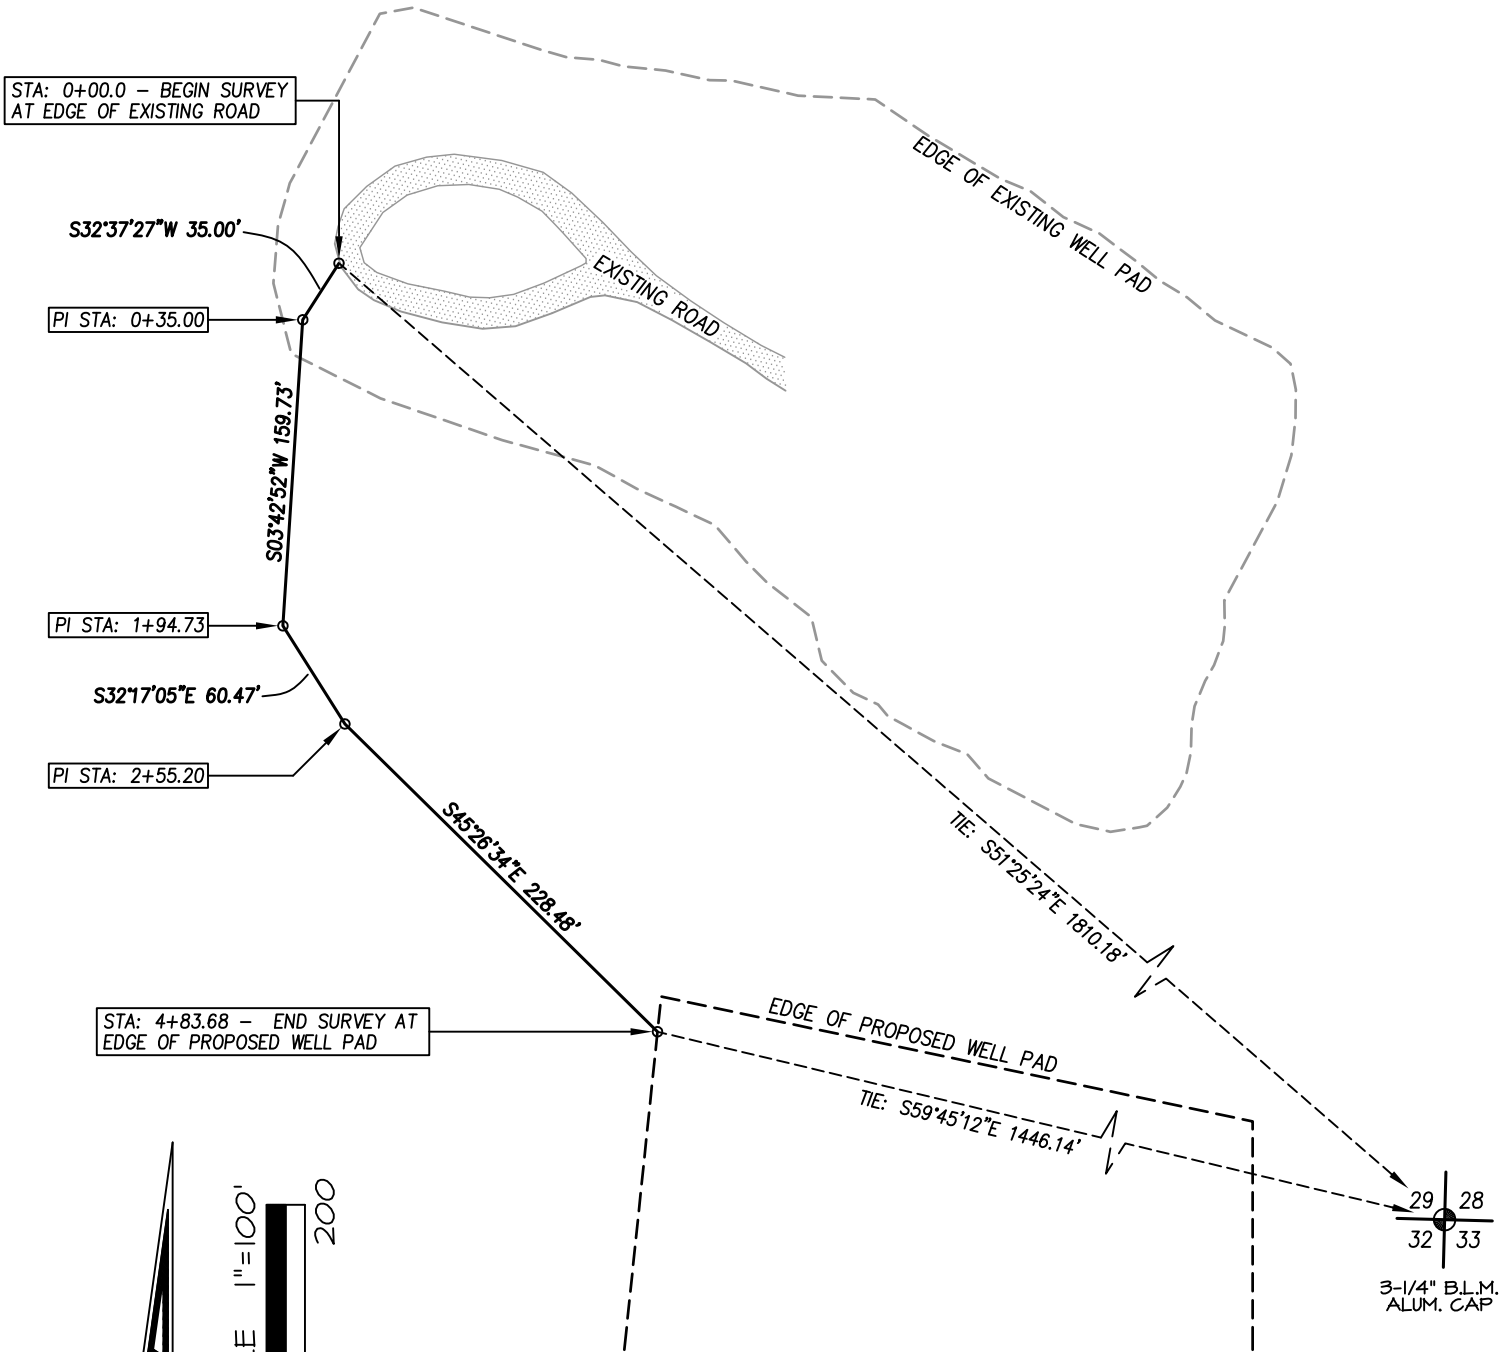 STA: 0+00.0 – BEGIN SURVEY
AT EDGE OF EXISTING ROAD
EDGE OF EXISTING WELL PAD
S32°37'27"W 35.00'
EXISTING ROAD
PI STA: 0+35.00
S03°42'52"W 159.73'
PI STA: 1+94.73
S32°17'05"E 60.47'
PI STA: 2+55.20
S45°26'34"E 228.48'
TIE: S51°25'24"E 1810.18'
STA: 4+83.68 – END SURVEY AT
EDGE OF PROPOSED WELL PAD
EDGE OF PROPOSED WELL PAD
TIE: S59°45'12"E 1446.14'
29 28
32 33
3-1/4" B.L.M.
ALUM. CAP
1"=100'
200